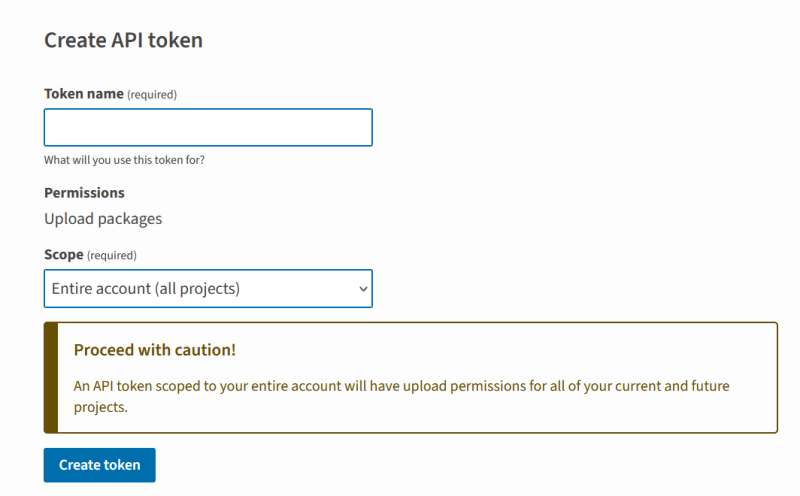 Create API token
Token name (required)
What will you use this token for?
Permissions
Upload packages
Scope (required)
Entire account (all projects)
Proceed with caution!
An API token scoped to your entire account will have upload permissions for all of your current and future
projects.
Create token